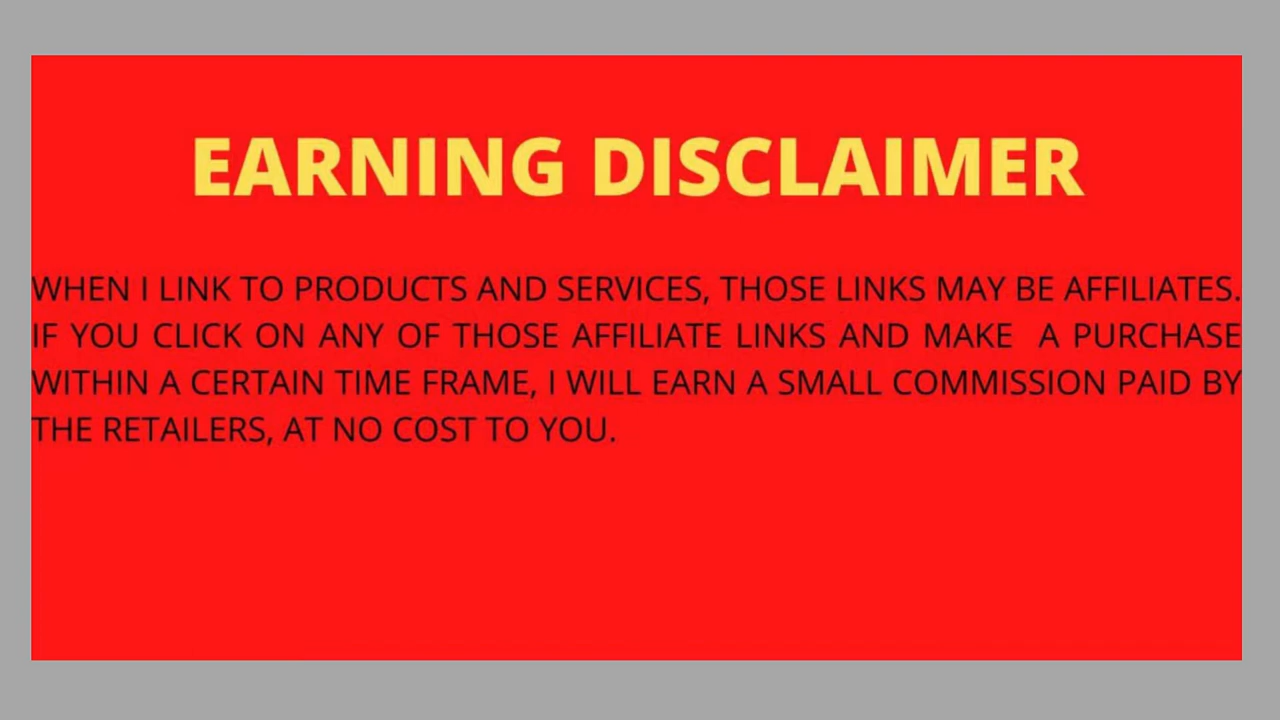 EARNING DISCLAIMER
WHEN I LINK TO PRODUCTS AND SERVICES, THOSE LINKS MAY BE AFFILIATES.
IF YOU CLICK ON ANY OF THOSE AFFILIATE LINKS AND MAKE  A PURCHASE
WITHIN A CERTAIN TIME FRAME, I WILL EARN A SMALL COMMISSION PAID BY
THE RETAILERS, AT NO COST TO YOU.